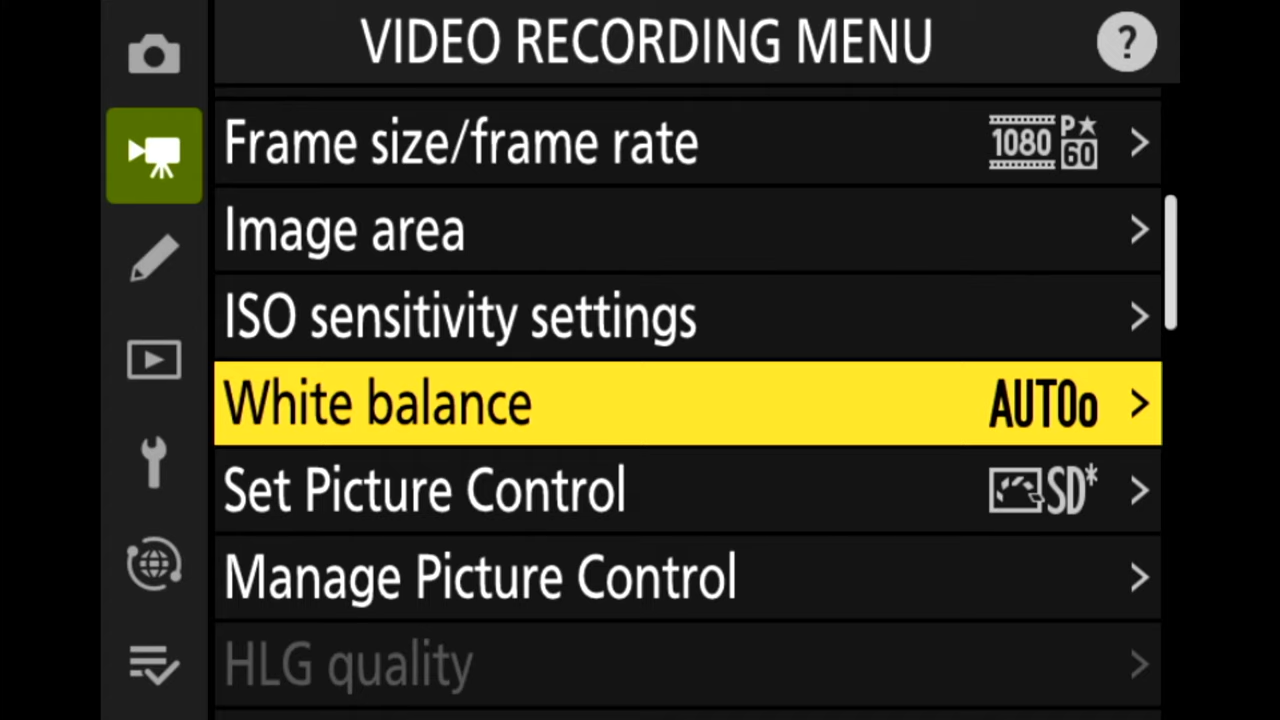 VIDEO RECORDING MENU ?
Frame size/frame rate 1080 P★ 60 >
Image area >
ISO sensitivity settings >
White balance AUTO0 >
Set Picture Control SD* >
Manage Picture Control >
HLG quality >